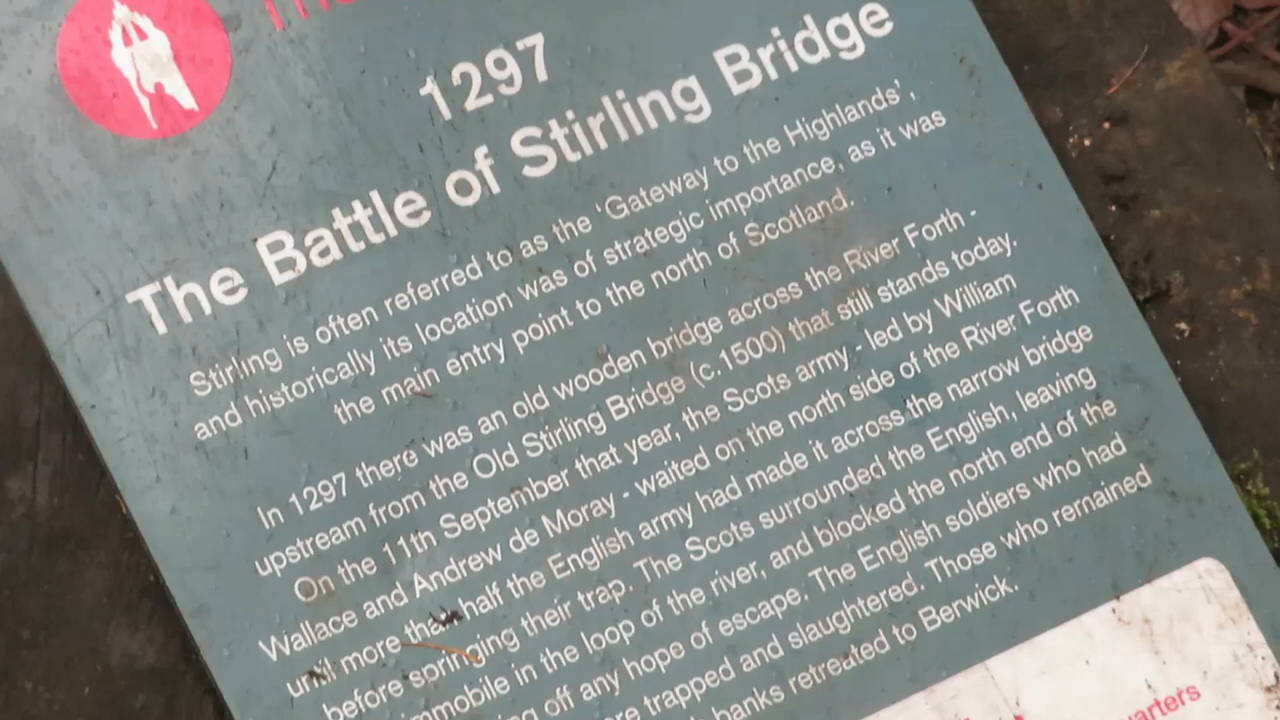 1297
The Battle of Stirling Bridge
Stirling is often referred to as the ‘Gateway to the Highlands’,
and historically its location was of strategic importance, as it was
the main entry point to the north of Scotland.
In 1297 there was an old wooden bridge across the River Forth -
upstream from the Old Stirling Bridge (c.1500) that still stands today.
On the 11th September that year, the Scots army - led by William
Wallace and Andrew de Moray - waited on the north side of the River Forth
until more than half the English army had made it across the narrow bridge
before springing their trap. The Scots surrounded the English, leaving
in the loop of the river, and blocked the north end of the
off any hope of escape. The English soldiers who had
trapped and slaughtered. Those who remained
banks retreated to Berwick.